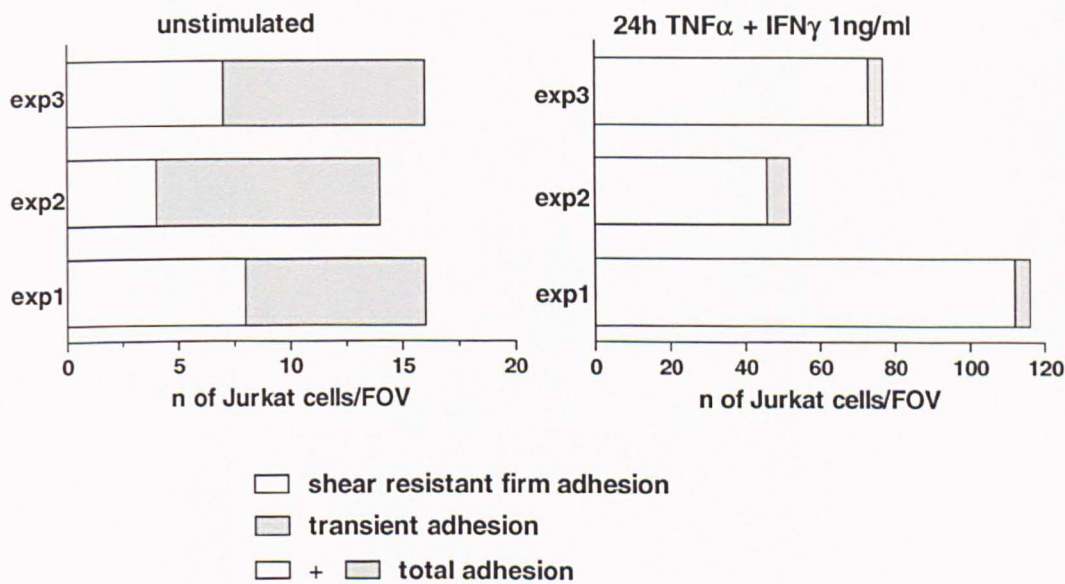 unstimulated
exp3
exp2
exp1
0 5 10 15 20
n of Jurkat cells/FOV
24h TNFα + IFNγ 1ng/ml
exp3
exp2
exp1
0 20 40 60 80 100 120
n of Jurkat cells/FOV
shear resistant firm adhesion
transient adhesion
+ total adhesion